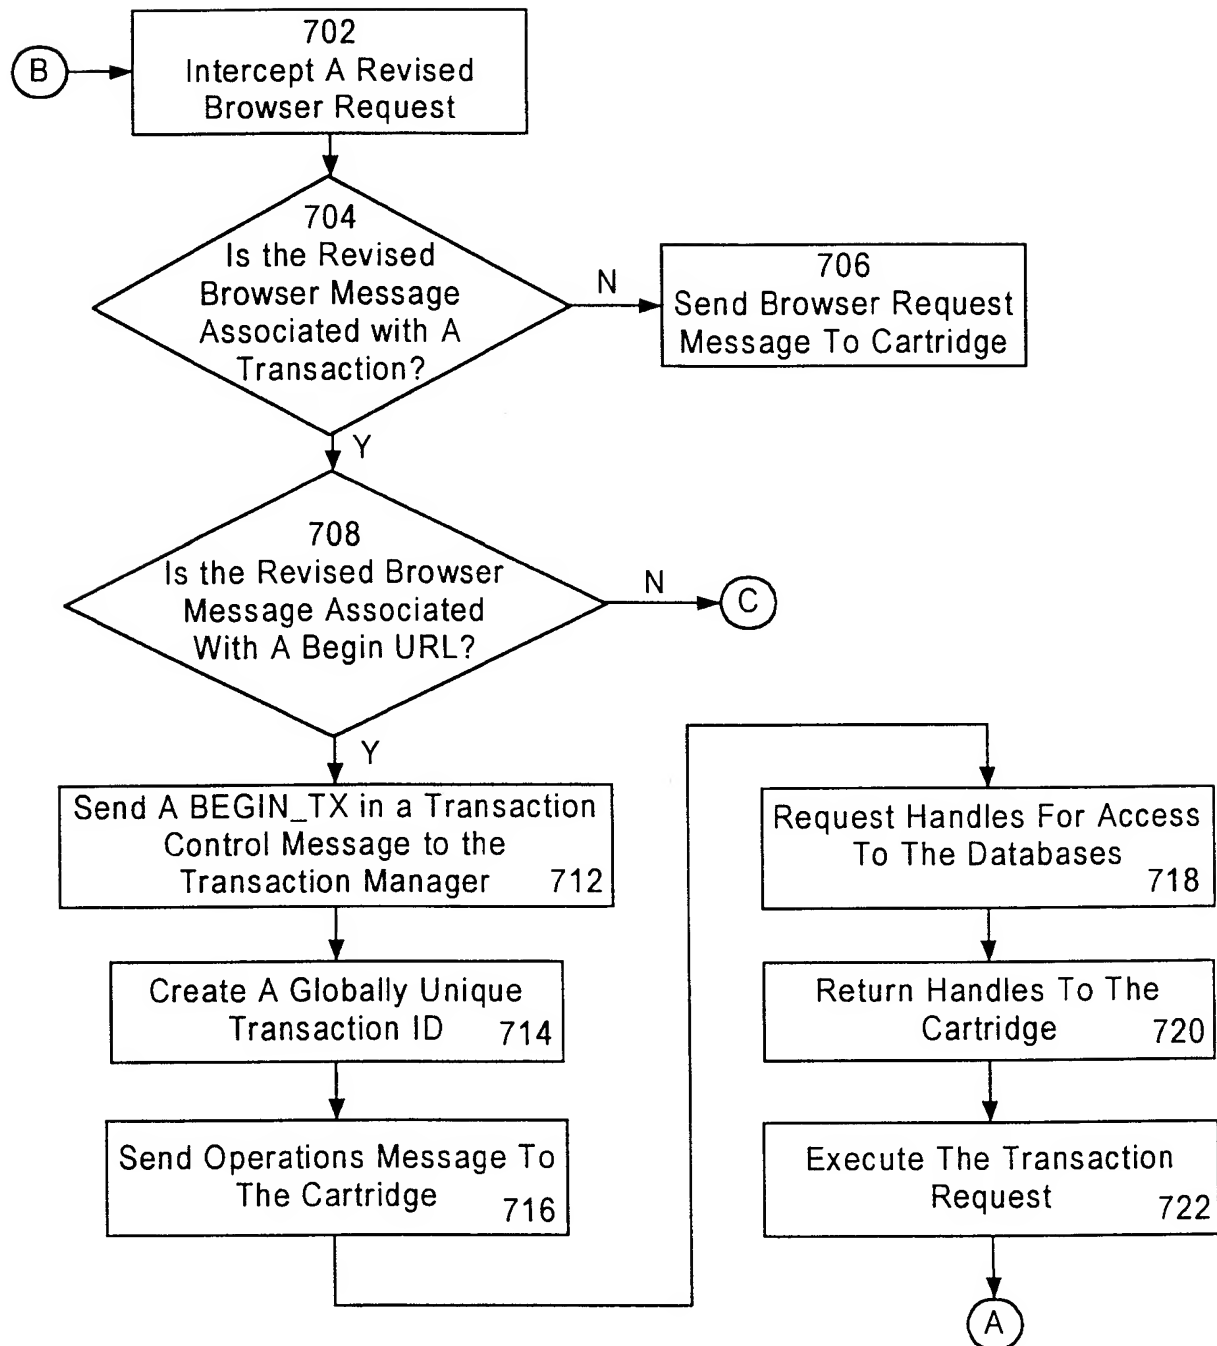 B
702
Intercept A Revised
Browser Request
704
Is the Revised
Browser Message
Associated with A
Transaction?
N
706
Send Browser Request
Message To Cartridge
Y
708
Is the Revised Browser
Message Associated
With A Begin URL?
N
C
Y
Send A BEGIN_TX in a Transaction
Control Message to the
Transaction Manager 712
Create A Globally Unique
Transaction ID 714
Send Operations Message To
The Cartridge 716
Request Handles For Access
To The Databases
718
Return Handles To The
Cartridge 720
Execute The Transaction
Request 722
A